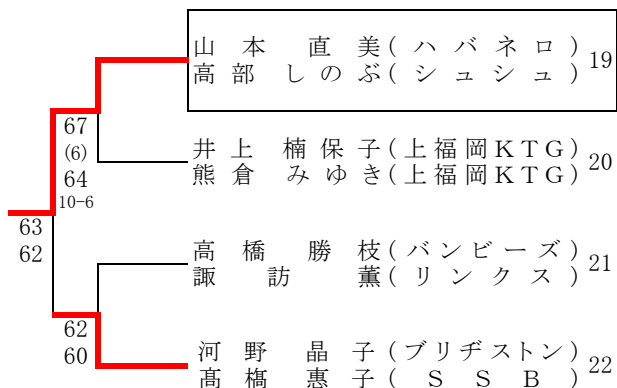 山本 直美(ハバネロ) 19
高部 しのぶ(シュシュ)
67
(6)
64
10-6
井上 楠保子(上福岡KTG) 20
熊倉 みゆき(上福岡KTG)
63
62
高橋 勝枝(バンビーズ) 21
諏訪 薫(リンクス)
62
60
河野 晶子(ブリヂストン) 22
髙槗 惠子(SSB)